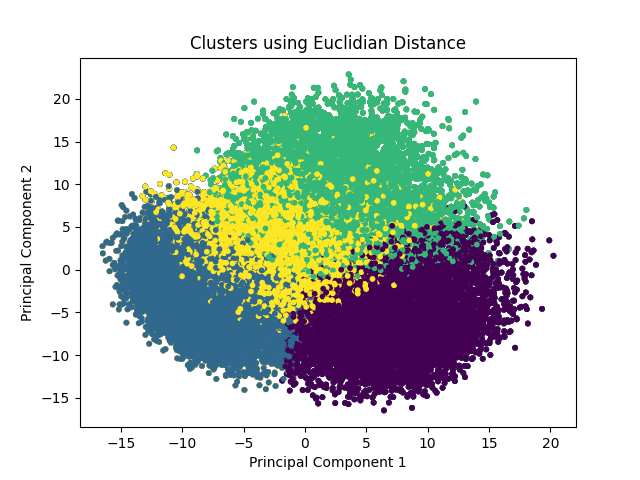 Clusters using Euclidian Distance
Principal Component 2
20
15
10
5
0
−5
−10
−15
−15 −10 −5 0 5 10 15 20
Principal Component 1